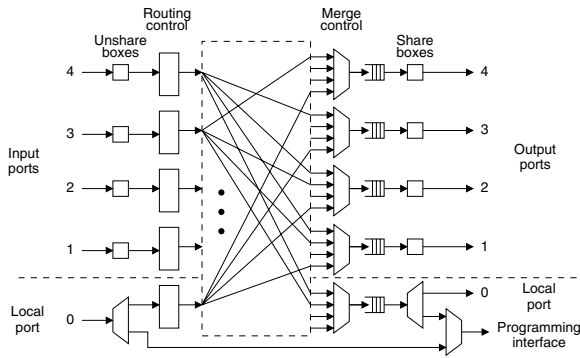 Routing
control
Merge
control
Unshare
boxes
Share
boxes
4
4
3
3
Input
ports
Output
ports
2
2
1
1
Local
port
0
0
Local
port
Programming
interface